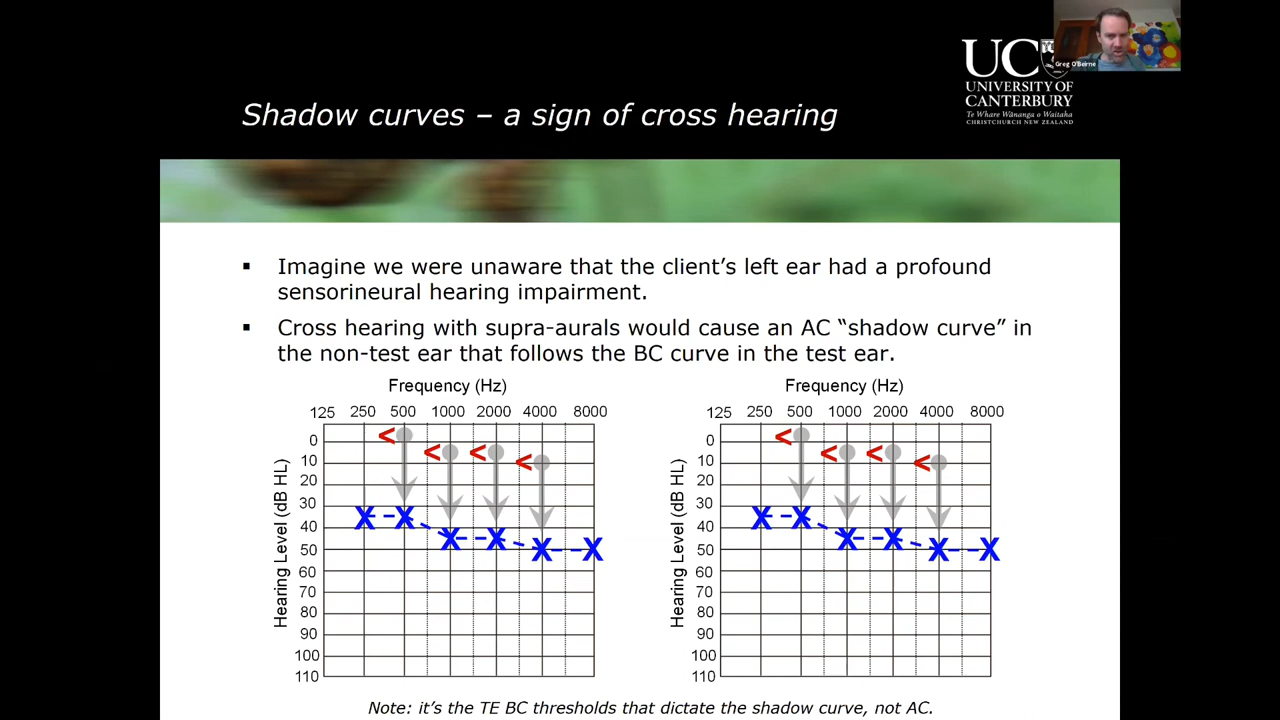 UC
UNIVERSITY OF
CANTERBURY
Te Whare Wānanga o Waitaha
CHRISTCHURCH NEW ZEALAND
Greg O'Beirne
Shadow curves – a sign of cross hearing
▪ Imagine we were unaware that the client’s left ear had a profound
sensorineural hearing impairment.
▪ Cross hearing with supra-aurals would cause an AC “shadow curve” in
the non-test ear that follows the BC curve in the test ear.
Frequency (Hz)
125 250 500 1000 2000 4000 8000
Hearing Level (dB HL)
0
10
20
30
40
50
60
70
80
90
100
110
Frequency (Hz)
125 250 500 1000 2000 4000 8000
Hearing Level (dB HL)
0
10
20
30
40
50
60
70
80
90
100
110
Note: it’s the TE BC thresholds that dictate the shadow curve, not AC.